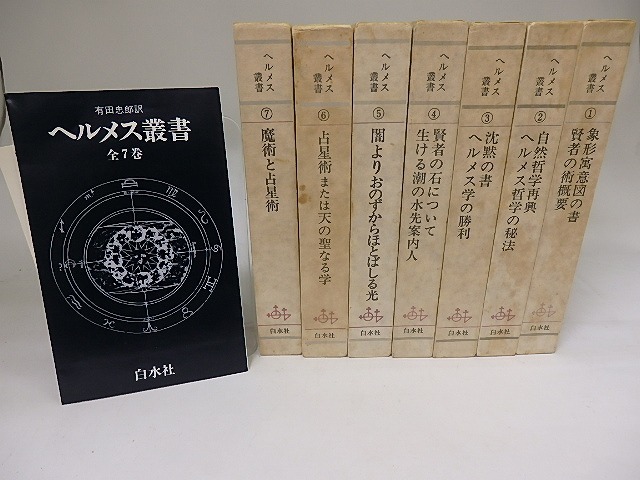 有田忠郎訳
ヘルメス叢書
全7巻
白水社
ヘルメス
叢書
①
象形寓意図の書
賢者の術概要
白水社
ヘルメス
叢書
②
自然哲学再興
ヘルメス哲学の秘法
白水社
ヘルメス
叢書
③
沈黙の書
ヘルメス学の勝利
白水社
ヘルメス
叢書
④
賢者の石について
生ける潮の水先案内人
白水社
ヘルメス
叢書
⑤
闇よりおのずからほとばしる光
白水社
ヘルメス
叢書
⑥
占星術または天の聖なる学
白水社
ヘルメス
叢書
⑦
魔術と占星術
白水社